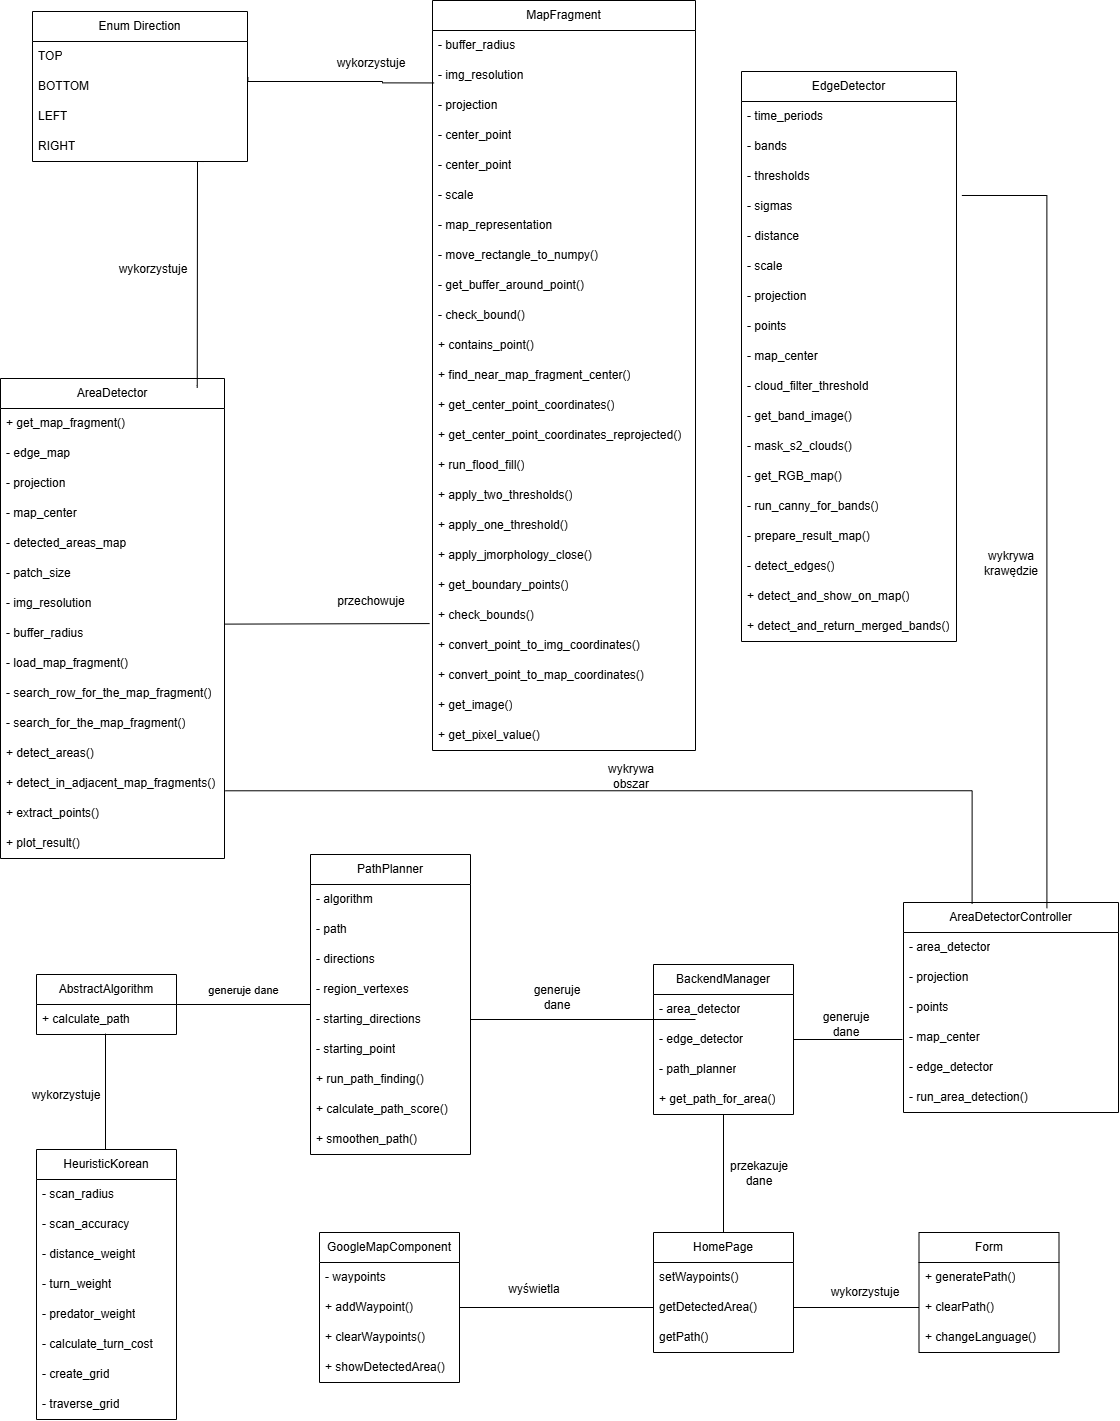 Enum Direction
TOP
BOTTOM
LEFT
RIGHT
wykorzystuje
MapFragment
- buffer_radius
- img_resolution
- projection
- center_point
- center_point
- scale
- map_representation
- move_rectangle_to_numpy()
- get_buffer_around_point()
- check_bound()
+ contains_point()
+ find_near_map_fragment_center()
+ get_center_point_coordinates()
+ get_center_point_coordinates_reprojected()
+ run_flood_fill()
+ apply_two_thresholds()
+ apply_one_threshold()
+ apply_jmorphology_close()
+ get_boundary_points()
+ check_bounds()
+ convert_point_to_img_coordinates()
+ convert_point_to_map_coordinates()
+ get_image()
+ get_pixel_value()
EdgeDetector
- time_periods
- bands
- thresholds
- sigmas
- distance
- scale
- projection
- points
- map_center
- cloud_filter_threshold
- get_band_image()
- mask_s2_clouds()
- get_RGB_map()
- run_canny_for_bands()
- prepare_result_map()
- detect_edges()
+ detect_and_show_on_map()
+ detect_and_return_merged_bands()
wykorzystuje
AreaDetector
+ get_map_fragment()
- edge_map
- projection
- map_center
- detected_areas_map
- patch_size
- img_resolution
- buffer_radius
- load_map_fragment()
- search_row_for_the_map_fragment()
- search_for_the_map_fragment()
+ detect_areas()
+ detect_in_adjacent_map_fragments()
+ extract_points()
+ plot_result()
przechowuje
wykrywa
krawędzie
wykrywa
obszar
PathPlanner
- algorithm
- path
- directions
- region_vertexes
- starting_directions
- starting_point
+ run_path_finding()
+ calculate_path_score()
+ smoothen_path()
AreaDetectorController
- area_detector
- projection
- points
- map_center
- edge_detector
- run_area_detection()
AbstractAlgorithm
+ calculate_path
generuje dane
generuje
dane
BackendManager
- area_detector
- edge_detector
- path_planner
+ get_path_for_area()
generuje
dane
wykorzystuje
HeuristicKorean
- scan_radius
- scan_accuracy
- distance_weight
- turn_weight
- predator_weight
- calculate_turn_cost
- create_grid
- traverse_grid
przekazuje
dane
GoogleMapComponent
- waypoints
+ addWaypoint()
+ clearWaypoints()
+ showDetectedArea()
wyświetla
HomePage
setWaypoints()
getDetectedArea()
getPath()
wykorzystuje
Form
+ generatePath()
+ clearPath()
+ changeLanguage()